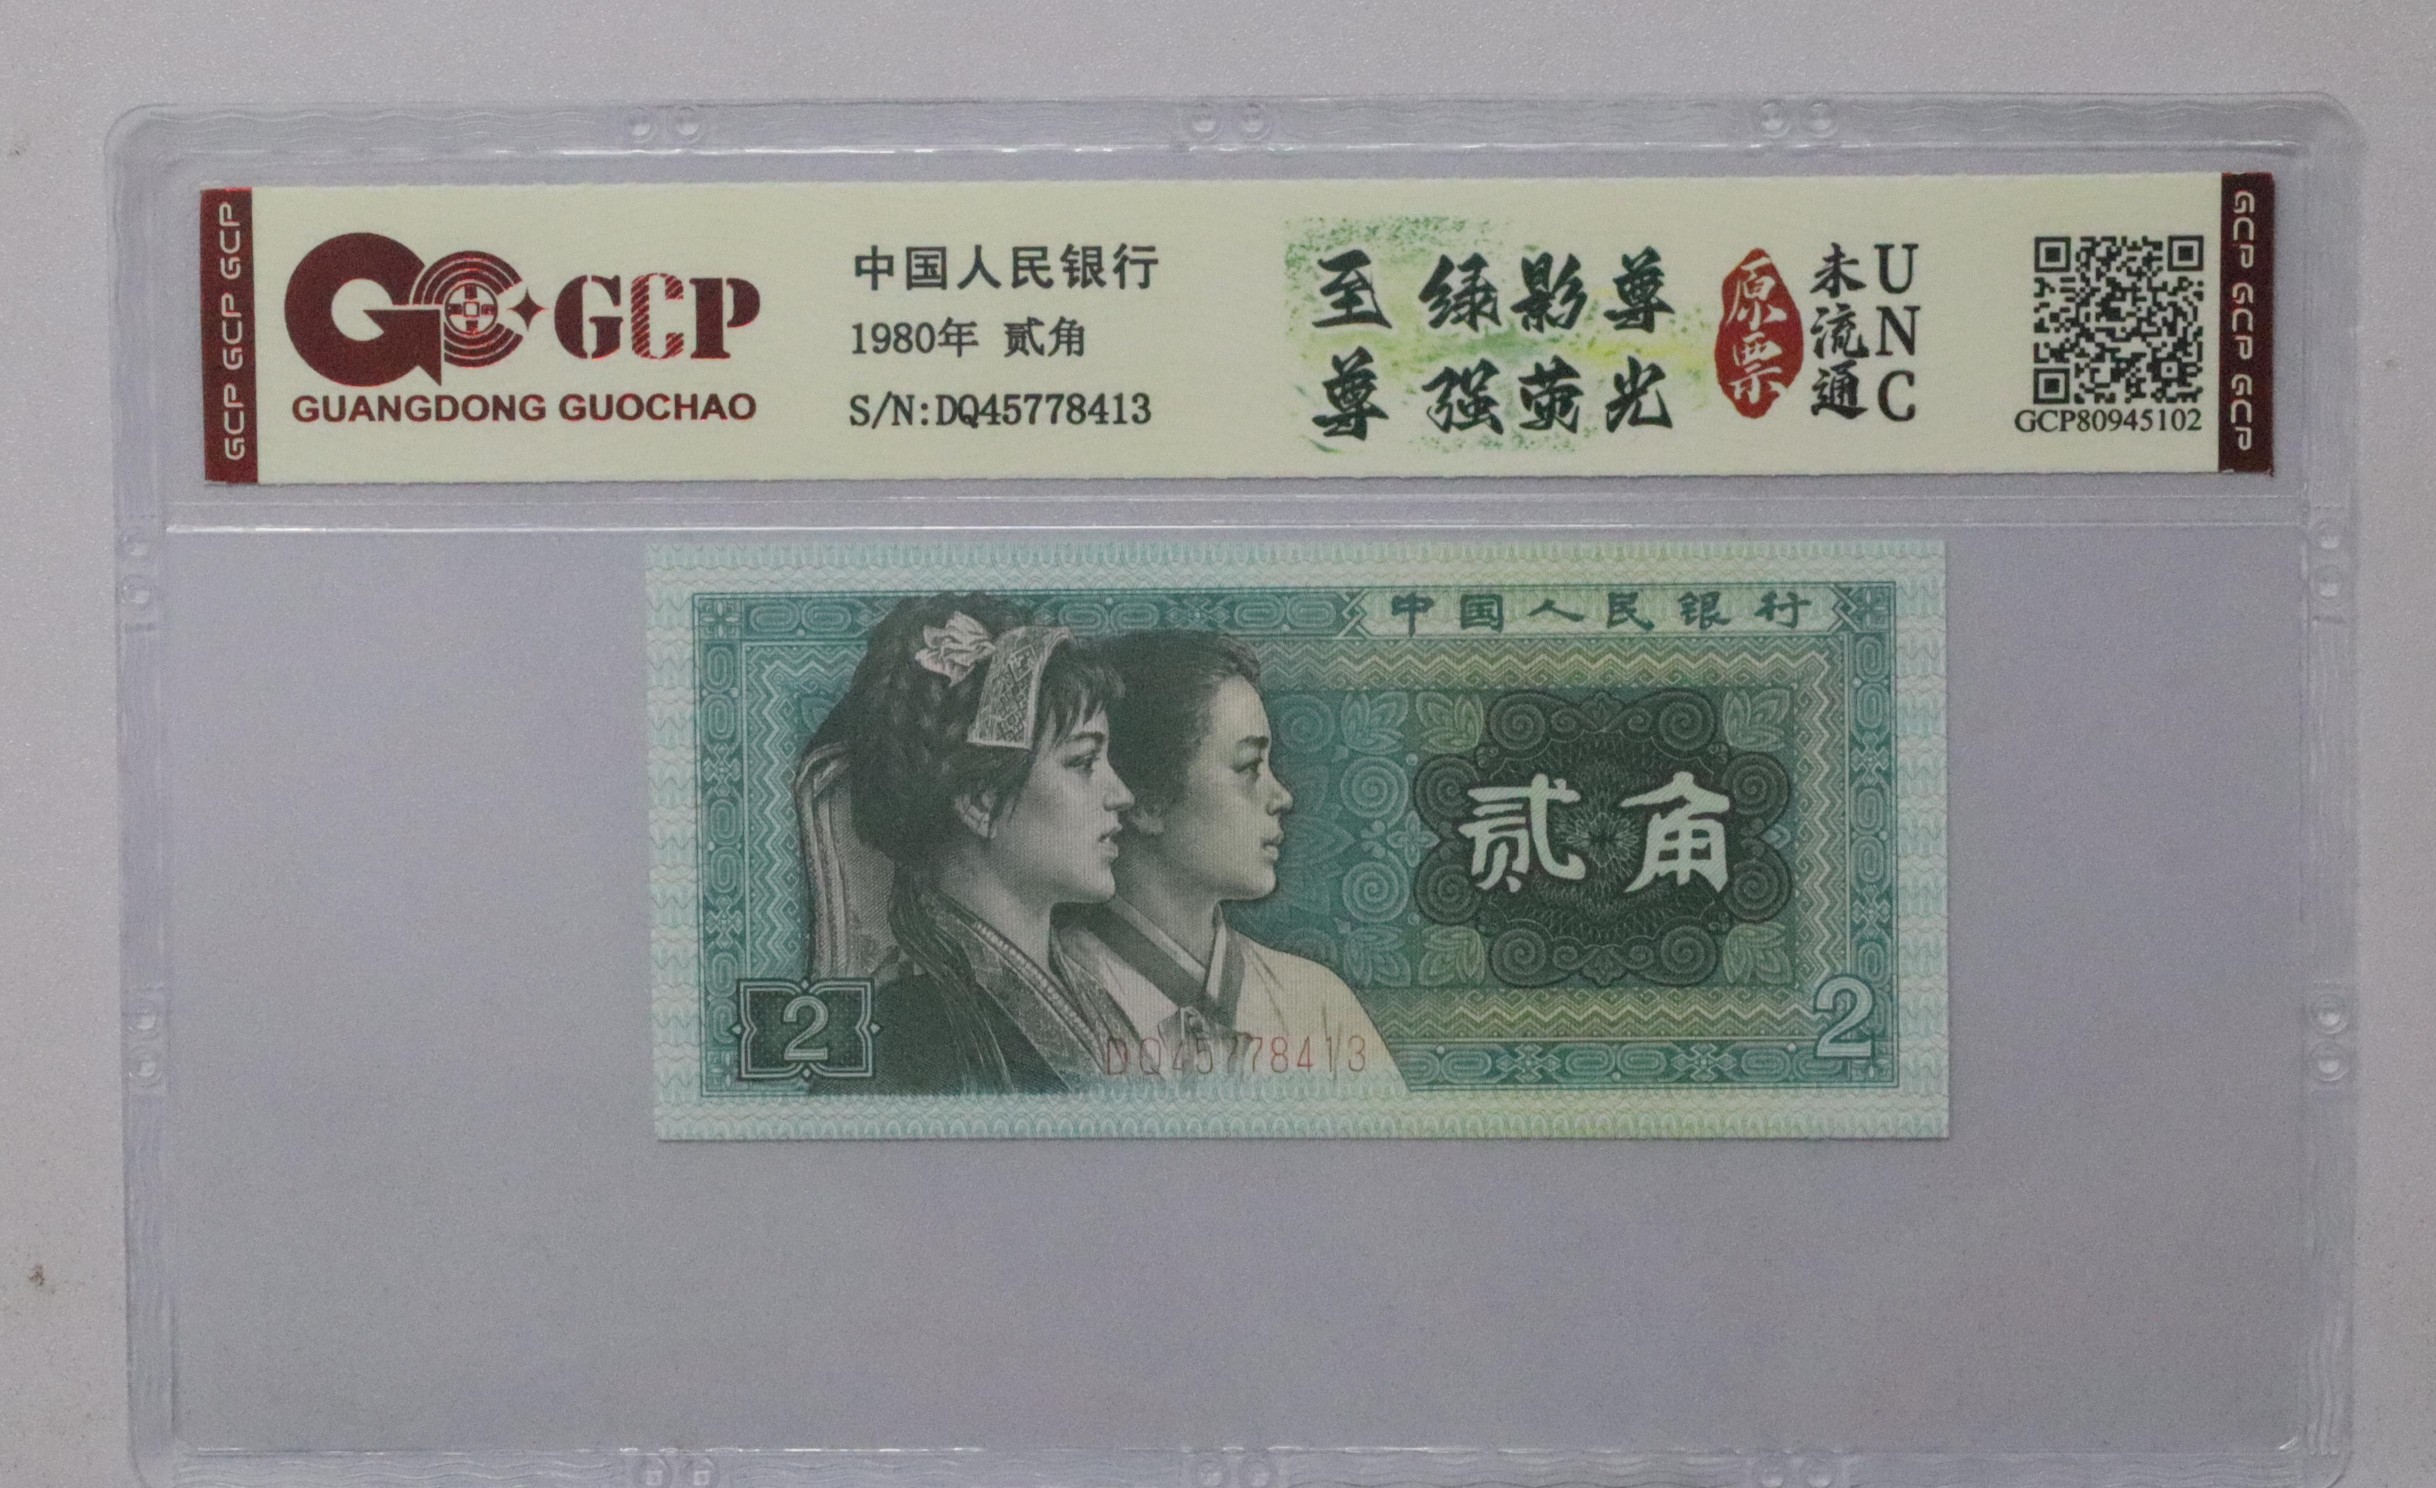 GCP GCP GCP
GCP
GUANGDONG GUOCHAO
中国人民银行
1980年 贰角
S/N:DQ45778413
至尊
绿影尊
强荧光
原票
未流通
UNC
GCP80945102
GCP GCP GCP
中国人民银行
贰角
2
2
DQ45778413